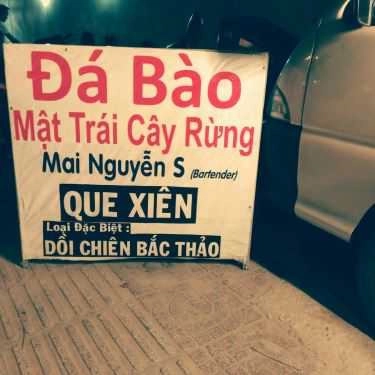 Đá Bào
Mật Trái Cây Rừng
Mai Nguyễn S (Bartender)
QUE XIÊN
Loại Đặc Biệt :
DỒI CHIÊN BẮC THẢO